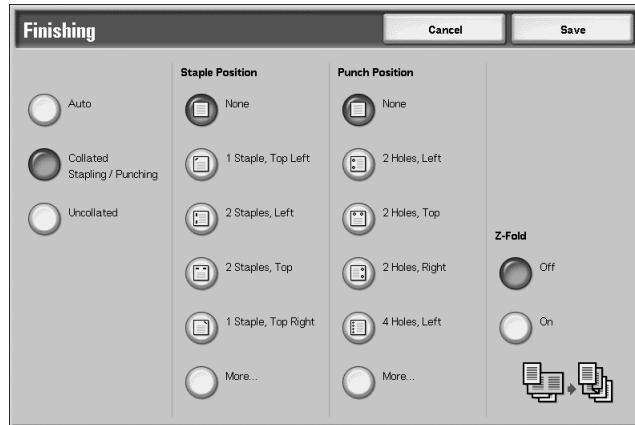 Finishing
Cancel
Save
Auto
Collated
Stapling / Punching
Uncollated
Staple Position
None
1 Staple, Top Left
2 Staples, Left
2 Staples, Top
1 Staple, Top Right
More...
Punch Position
None
2 Holes, Left
2 Holes, Top
2 Holes, Right
4 Holes, Left
More...
Z-Fold
Off
On